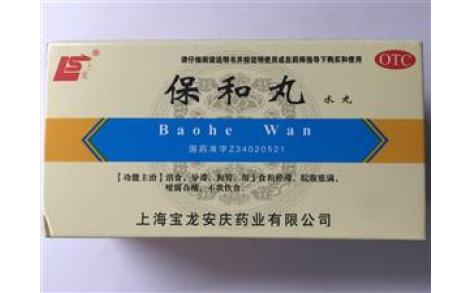 请仔细阅读说明书并按说明使用或在药师指导下购买和使用
OTC
保和丸 水丸
Baohe Wan
国药准字Z34020521
【功能主治】消食，导滞，和胃。用于食积停滞，脘腹胀满，
嗳腐吞酸，不欲饮食。
上海宝龙安庆药业有限公司